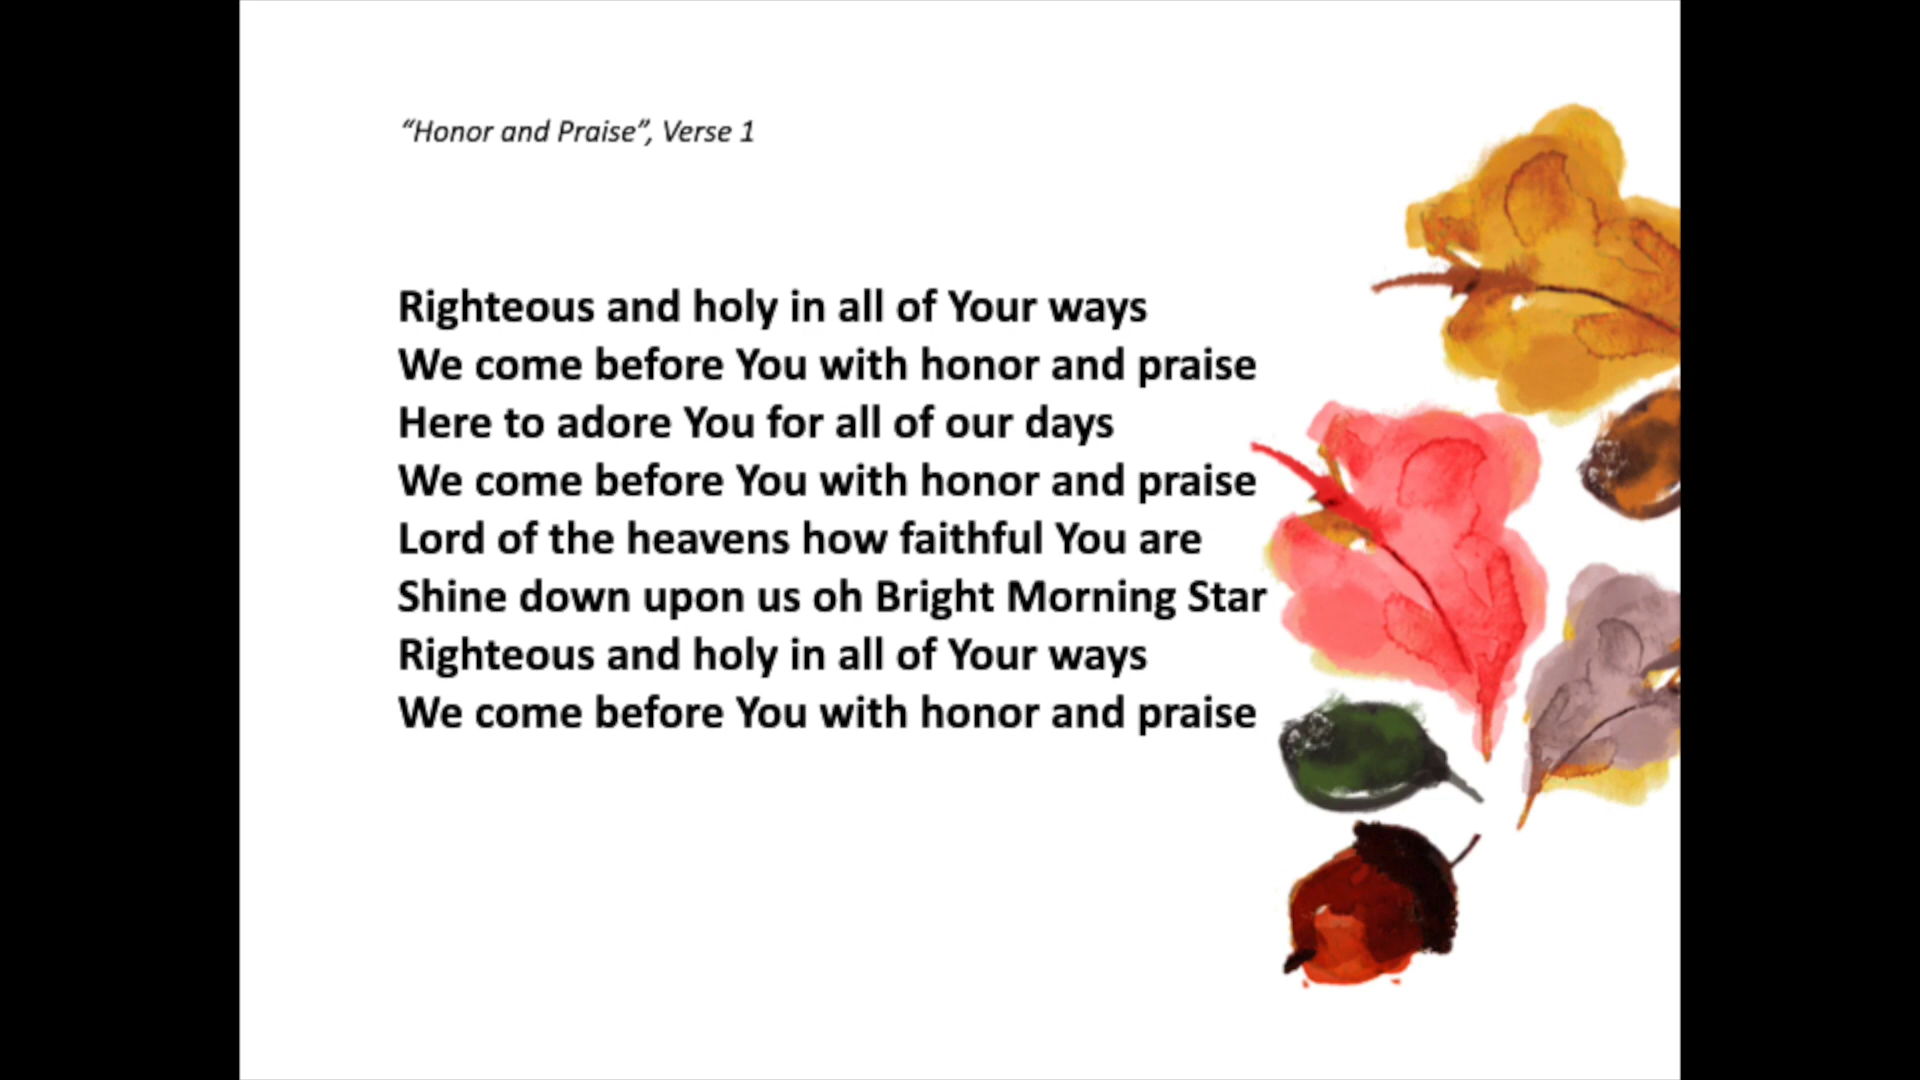 “Honor and Praise”, Verse 1
Righteous and holy in all of Your ways
We come before You with honor and praise
Here to adore You for all of our days
We come before You with honor and praise
Lord of the heavens how faithful You are
Shine down upon us oh Bright Morning Star
Righteous and holy in all of Your ways
We come before You with honor and praise